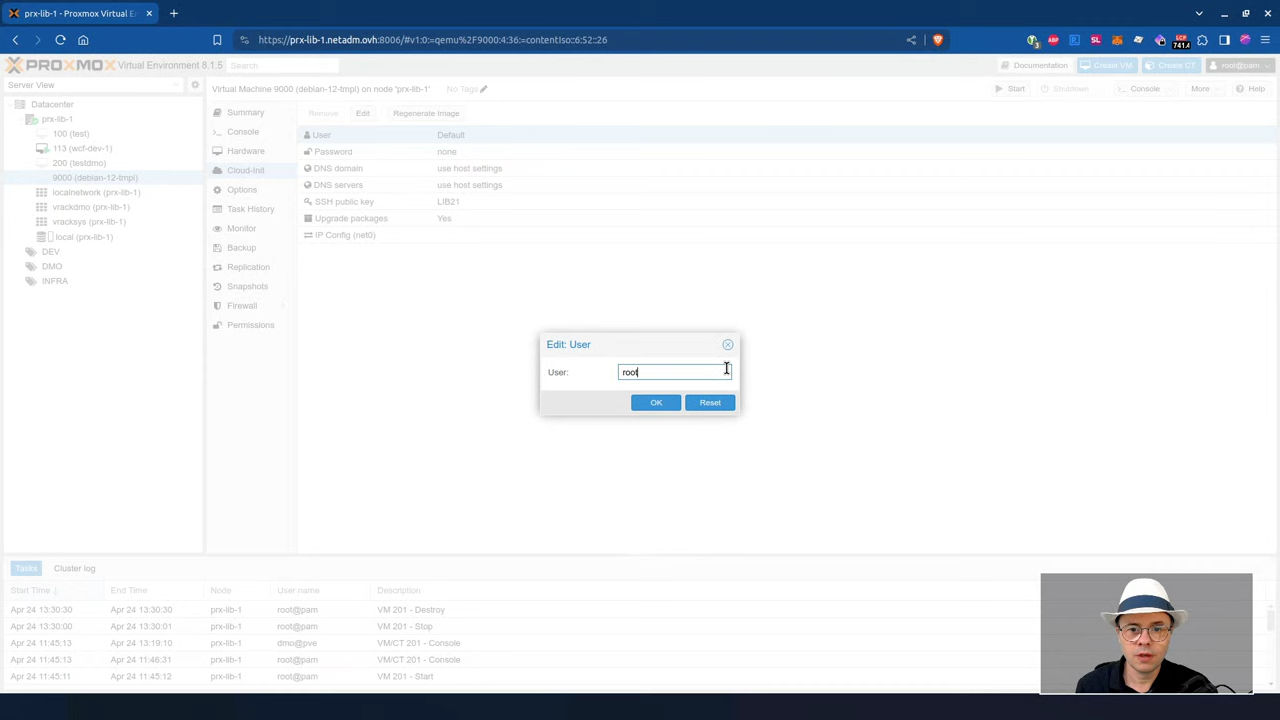 prx-lib-1 - Proxmox Virtual En
https://prx-lib-1.netadm.ovh:8006/#v1:0:=qemu%2F9000:4:36:=contentIso::6:52::26
3
ABP
SL
LCP
741.4
PROXMOX Virtual Environment 8.1.5
Search
Documentation
Create VM
Create CT
root@pam
Server View
Virtual Machine 9000 (debian-12-tmpl) on node 'prx-lib-1'
No Tags
Start
Shutdown
Console
More
Help
Datacenter
prx-lib-1
100 (test)
113 (wcf-dev-1)
200 (testdmo)
9000 (debian-12-tmpl)
localnetwork (prx-lib-1)
vrackdmo (prx-lib-1)
vracksys (prx-lib-1)
local (prx-lib-1)
DEV
DMO
INFRA
Summary
Console
Hardware
Cloud-Init
Options
Task History
Monitor
Backup
Replication
Snapshots
Firewall
Permissions
Remove
Edit
Regenerate Image
User Default
Password none
DNS domain use host settings
DNS servers use host settings
SSH public key LIB21
Upgrade packages Yes
IP Config (net0)
Edit: User
User: root
OK
Reset
Tasks
Cluster log
Start Time End Time Node User name Description
Apr 24 13:30:30 Apr 24 13:30:30 prx-lib-1 root@pam VM 201 - Destroy
Apr 24 13:30:00 Apr 24 13:30:01 prx-lib-1 root@pam VM 201 - Stop
Apr 24 11:45:13 Apr 24 13:19:10 prx-lib-1 dmo@pve VM/CT 201 - Console
Apr 24 11:45:13 Apr 24 11:46:31 prx-lib-1 root@pam VM/CT 201 - Console
Apr 24 11:45:11 Apr 24 11:45:12 prx-lib-1 root@pam VM 201 - Start